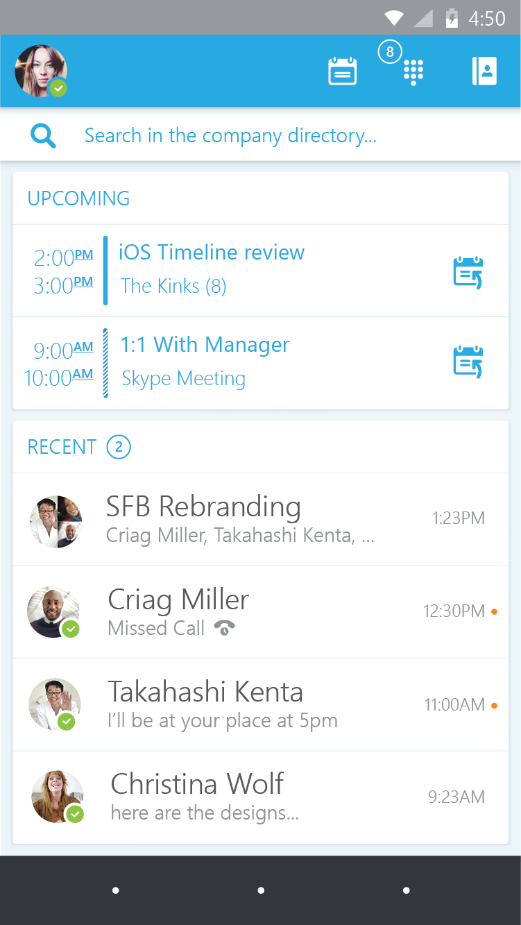 4:50
8
Search in the company directory...
UPCOMING
2:00PM
iOS Timeline review
3:00PM
The Kinks (8)
9:00AM
1:1 With Manager
10:00AM
Skype Meeting
RECENT 2
SFB Rebranding
1:23PM
Criag Miller, Takahashi Kenta, ...
Criag Miller
12:30PM
Missed Call
Takahashi Kenta
11:00AM
I'll be at your place at 5pm
Christina Wolf
9:23AM
here are the designs...